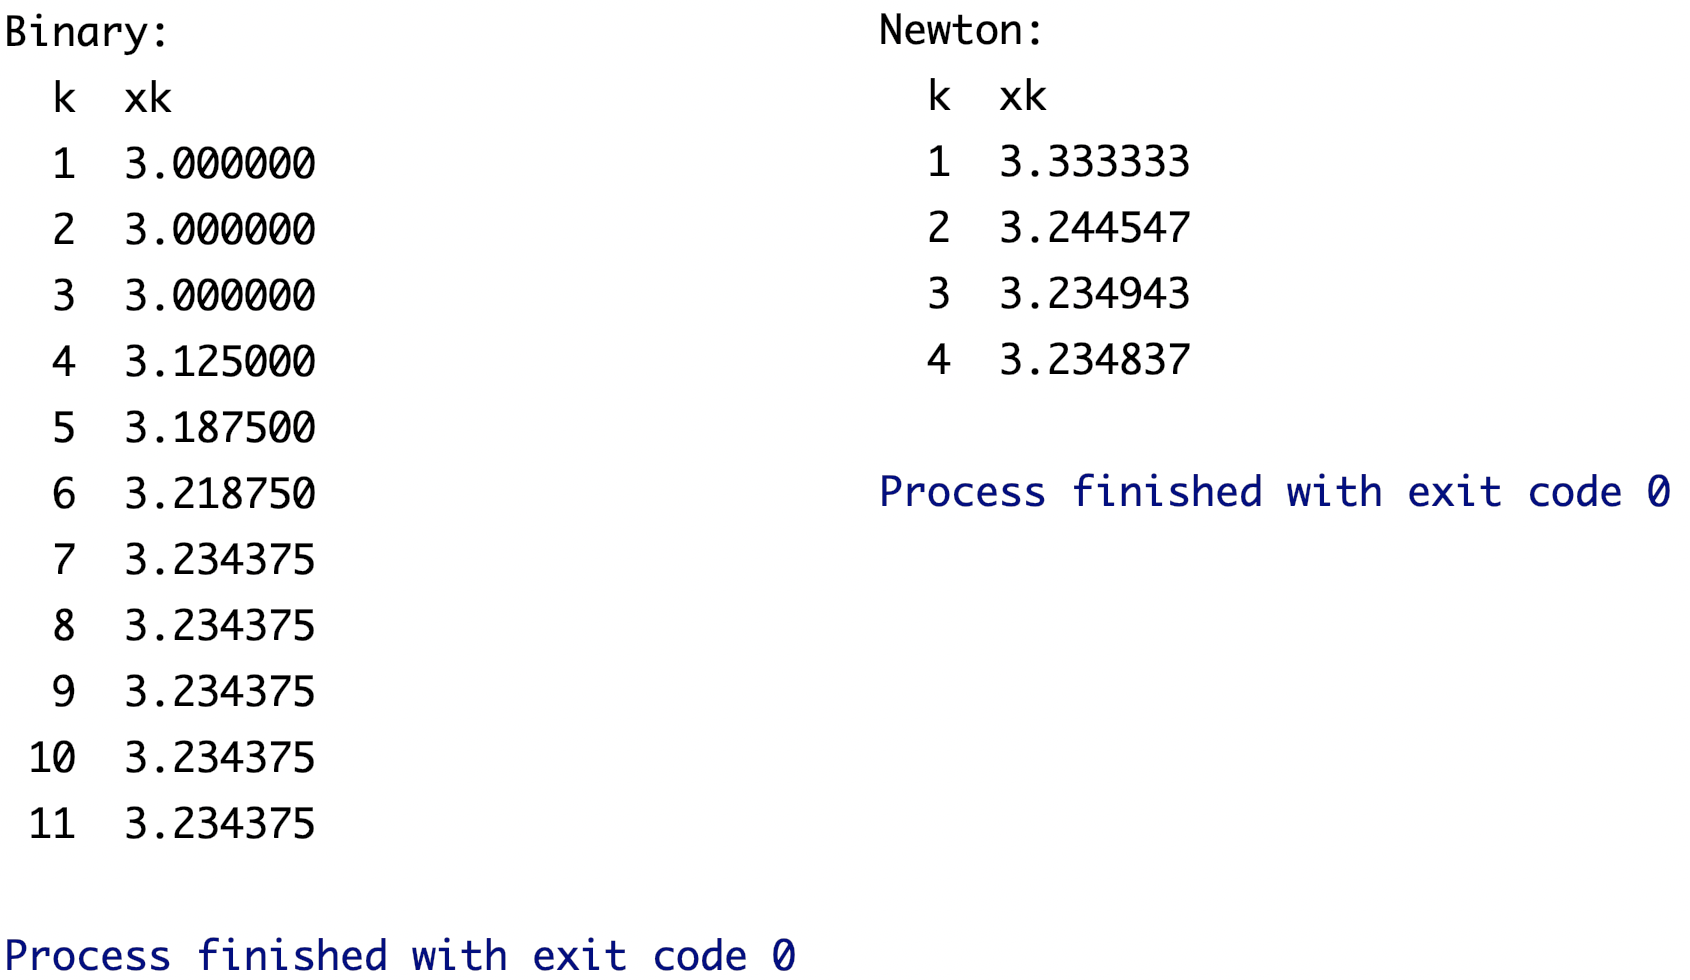 Binary:
k  xk
1  3.000000
2  3.000000
3  3.000000
4  3.125000
5  3.187500
6  3.218750
7  3.234375
8  3.234375
9  3.234375
10  3.234375
11  3.234375
Process finished with exit code 0
Newton:
k  xk
1  3.333333
2  3.244547
3  3.234943
4  3.234837
Process finished with exit code 0